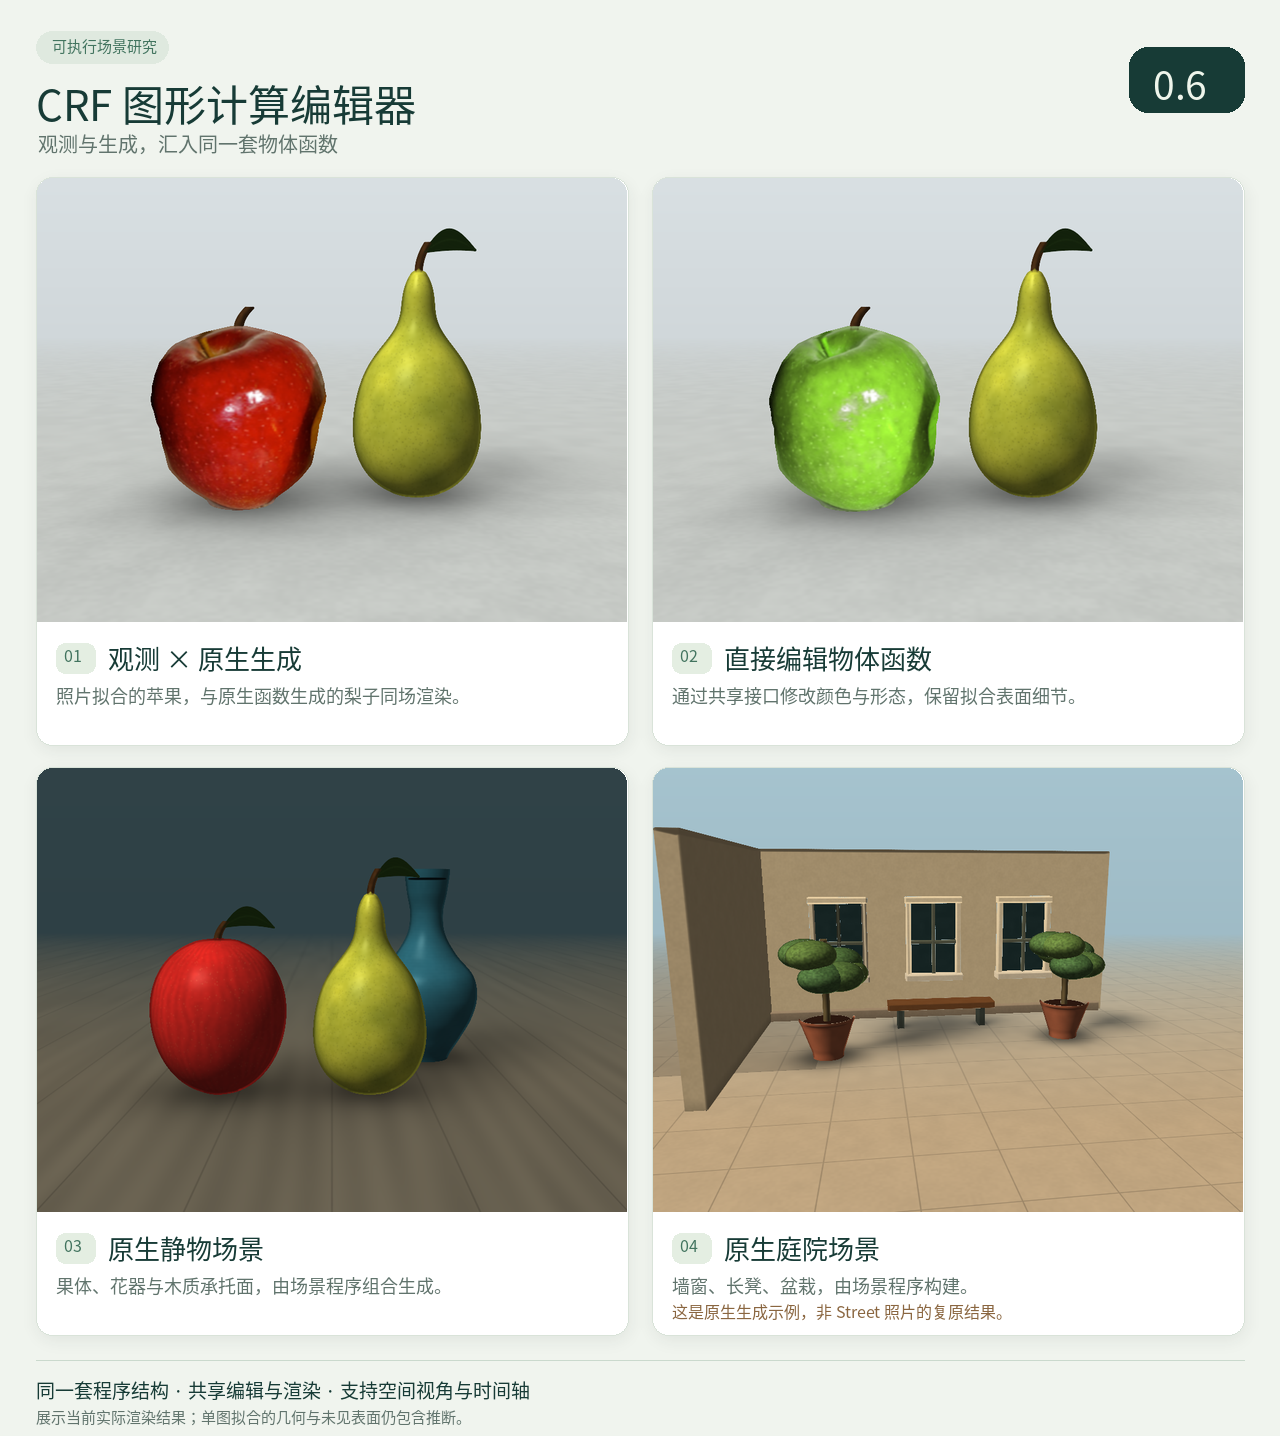 可执行场景研究
CRF 图形计算编辑器
0.6
观测与生成，汇入同一套物体函数
01 观测 × 原生生成
照片拟合的苹果，与原生函数生成的梨子同场渲染。
02 直接编辑物体函数
通过共享接口修改颜色与形态，保留拟合表面细节。
03 原生静物场景
果体、花器与木质承托面，由场景程序组合生成。
04 原生庭院场景
墙窗、长凳、盆栽，由场景程序构建。
这是原生生成示例，非 Street 照片的复原结果。
同一套程序结构 · 共享编辑与渲染 · 支持空间视角与时间轴
展示当前实际渲染结果；单图拟合的几何与未见表面仍包含推断。